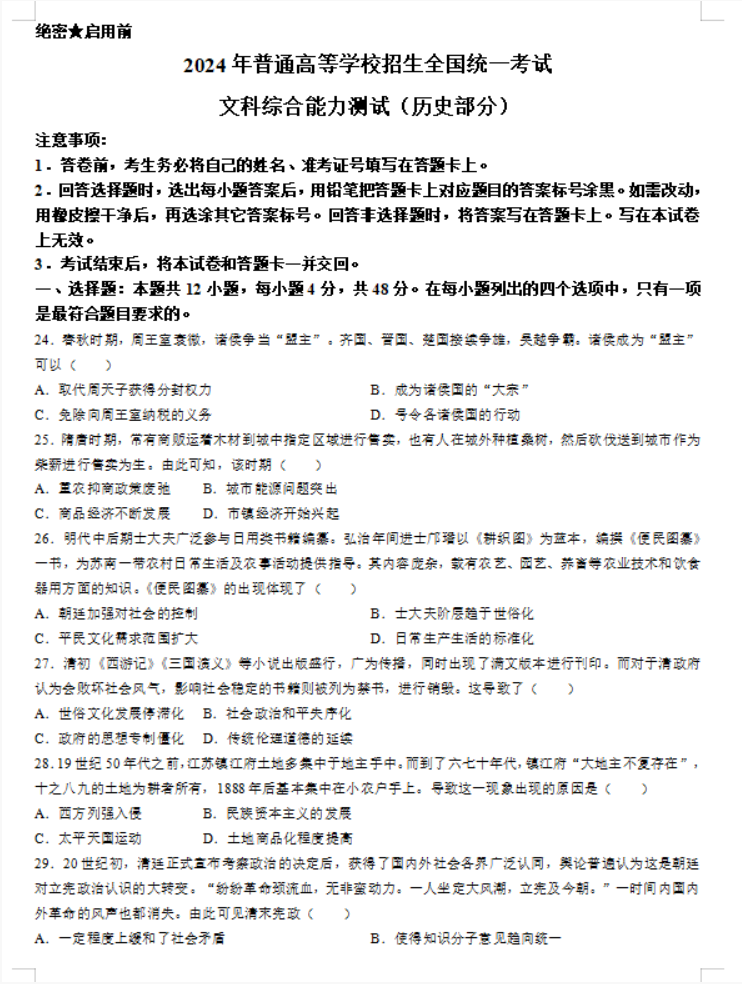 绝密★启用前
2024年普通高等学校招生全国统一考试
文科综合能力测试（历史部分）
注意事项：
1．答卷前，考生务必将自己的姓名、准考证号填写在答题卡上。
2．回答选择题时，选出每小题答案后，用铅笔把答题卡上对应题目的答案标号涂黑。如需改动，
用橡皮擦干净后，再选涂其它答案标号。回答非选择题时，将答案写在答题卡上。写在本试卷
上无效。
3．考试结束后，将本试卷和答题卡一并交回。
一、选择题：本题共12小题，每小题4分，共48分。在每小题列出的四个选项中，只有一项
是最符合题目要求的。
24．春秋时期，周王室衰微，诸侯争当“盟主”。齐国、晋国、楚国接续争雄，吴越争霸。诸侯成为“盟主”
可以（　　）
A．取代周天子获得分封权力　　B．成为诸侯国的“大宗”
C．免除向周王室纳税的义务　　D．号令各诸侯国的行动
25．隋唐时期，常有商贩运着木材到城中指定区域进行售卖，也有人在城外种植桑树，然后砍伐送到城市作为
柴薪进行售卖为生。由此可知，该时期（　　）
A．重农抑商政策废弛　　B．城市能源问题突出
C．商品经济不断发展　　D．市镇经济开始兴起
26．明代中后期士大夫广泛参与日用类书籍编纂。弘治年间进士邝璠以《耕织图》为蓝本，编撰《便民图纂》
一书，为苏南一带农村日常生活及农事活动提供指导。其内容庞杂，载有农艺、园艺、养畜等农业技术和饮食
器用方面的知识。《便民图纂》的出现体现了（　　）
A．朝廷加强对社会的控制　　B．士大夫阶层趋于世俗化
C．平民文化需求范围扩大　　D．日常生产生活的标准化
27．清初《西游记》《三国演义》等小说出版盛行，广为传播，同时出现了满文版本进行刊印。而对于清政府
认为会败坏社会风气，影响社会稳定的书籍则被列为禁书，进行销毁。这导致了（　　）
A．世俗文化发展停滞化　　B．社会政治和平失序化
C．政府的思想专制僵化　　D．传统伦理道德的延续
28.19世纪50年代之前,江苏镇江府土地多集中于地主手中。而到了六七十年代,镇江府“大地主不复存在”，
十之八九的土地为耕者所有，1888年后基本集中在小农户手上。导致这一现象出现的原因是（　　）
A．西方列强入侵　　B．民族资本主义的发展
C．太平天国运动　　D．土地商品化程度提高
29．20世纪初，清廷正式宣布考察政治的决定后，获得了国内外社会各界广泛认同，舆论普遍认为这是朝廷
对立宪政治认识的大转变。“纷纷革命颈流血，无非蛮动力。一人坐定大风潮，立宪及今朝。”一时间内国内
外革命的风声也都消失。由此可见清末宪政（　　）
A．一定程度上缓和了社会矛盾　　B．使得知识分子意见趋向统一